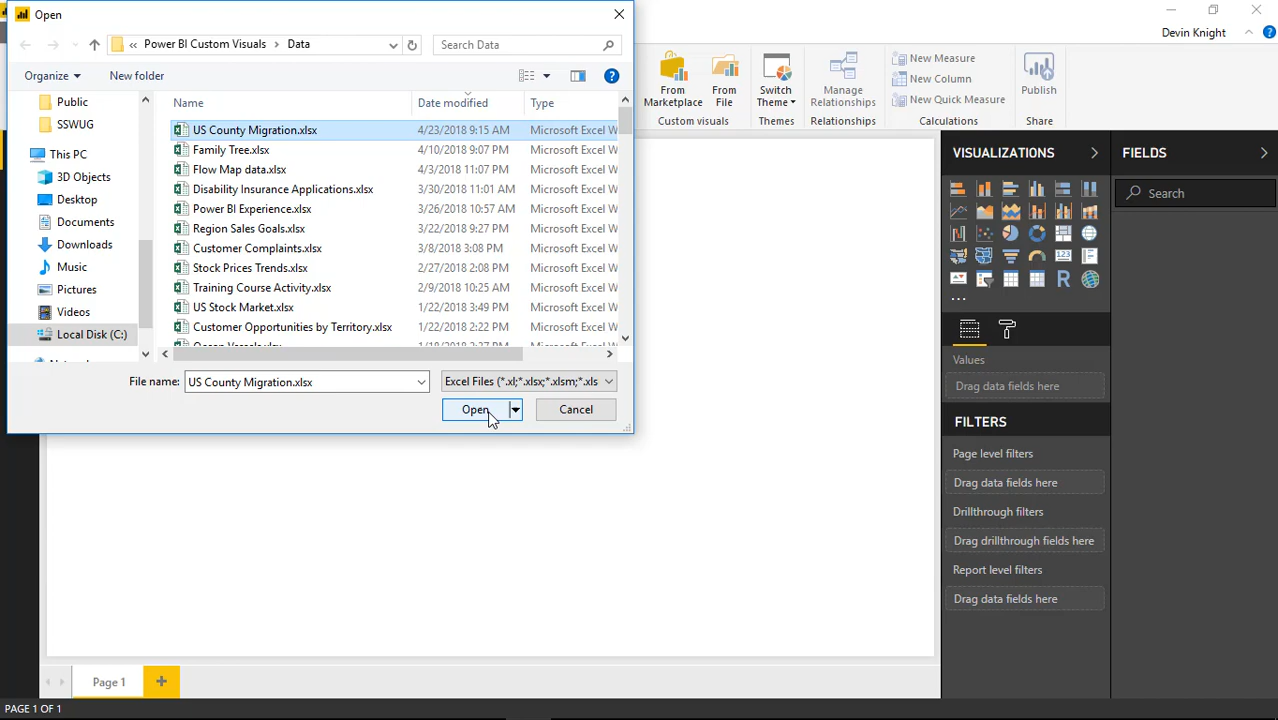 Open
Devin Knight
« Power BI Custom Visuals › Data
Search Data
Organize
New folder
Public
SSWUG
This PC
3D Objects
Desktop
Documents
Downloads
Music
Pictures
Videos
Local Disk (C:)
Name Date modified Type
US County Migration.xlsx 4/23/2018 9:15 AM Microsoft Excel W
Family Tree.xlsx 4/10/2018 9:07 PM Microsoft Excel W
Flow Map data.xlsx 4/3/2018 11:07 PM Microsoft Excel W
Disability Insurance Applications.xlsx 3/30/2018 11:01 AM Microsoft Excel W
Power BI Experience.xlsx 3/26/2018 10:57 AM Microsoft Excel W
Region Sales Goals.xlsx 3/22/2018 9:27 PM Microsoft Excel W
Customer Complaints.xlsx 3/8/2018 3:08 PM Microsoft Excel W
Stock Prices Trends.xlsx 2/27/2018 2:08 PM Microsoft Excel W
Training Course Activity.xlsx 2/9/2018 10:25 AM Microsoft Excel W
US Stock Market.xlsx 1/22/2018 3:49 PM Microsoft Excel W
Customer Opportunities by Territory.xlsx 1/22/2018 2:22 PM Microsoft Excel W
File name: US County Migration.xlsx
Excel Files (*.xl;*.xlsx;*.xlsm;*.xls
Open
Cancel
From
Marketplace
From
File
Custom visuals
Switch
Theme
Themes
Manage
Relationships
Relationships
New Measure
New Column
New Quick Measure
Calculations
Publish
Share
VISUALIZATIONS
FIELDS
Search
123
R
Values
Drag data fields here
FILTERS
Page level filters
Drag data fields here
Drillthrough filters
Drag drillthrough fields here
Report level filters
Drag data fields here
Page 1
PAGE 1 OF 1